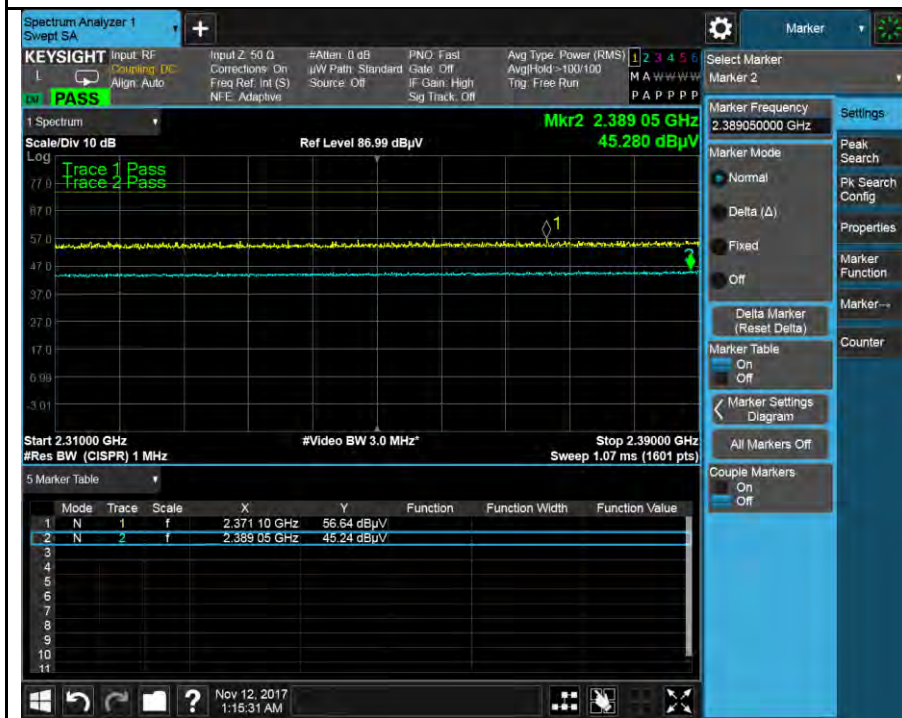 Spectrum Analyzer 1
Swept SA
+
Marker
KEYSIGHT Input: RF Input Z: 50 Ω #Atten: 0 dB PNO: Fast Avg Type: Power (RMS) 1 2 3 4 5 6
L Coupling: DC Corrections: On µW Path: Standard Gate: Off Avg|Hold:>100/100 M A W W W W
Align: Auto Freq Ref: Int (S) Source: Off IF Gain: High Trig: Free Run
PASS NFE: Adaptive Sig Track: Off P A P P P P
1 Spectrum
Mkr2 2.389 05 GHz
Scale/Div 10 dB Ref Level 86.99 dBµV 45.280 dBµV
Log
Trace 1 Pass
Trace 2 Pass
77.0
67.0
57.0
47.0
37.0
27.0
17.0
6.99
-3.01
1
2
Start 2.31000 GHz #Video BW 3.0 MHz* Stop 2.39000 GHz
#Res BW (CISPR) 1 MHz Sweep 1.07 ms (1601 pts)
5 Marker Table
Mode Trace Scale X Y Function Function Width Function Value
1 N 1 f 2.371 10 GHz 56.64 dBµV
2 N 2 f 2.389 05 GHz 45.24 dBµV
3
4
5
6
7
8
9
10
11
Select Marker
Marker 2
Marker Frequency
2.389050000 GHz
Marker Mode
Normal
Delta (Δ)
Fixed
Off
Delta Marker
(Reset Delta)
Marker Table
On
Off
Marker Settings
Diagram
All Markers Off
Couple Markers
On
Off
Settings
Peak
Search
Pk Search
Config
Properties
Marker
Function
Marker→
Counter
? Nov 12, 2017
1:15:31 AM